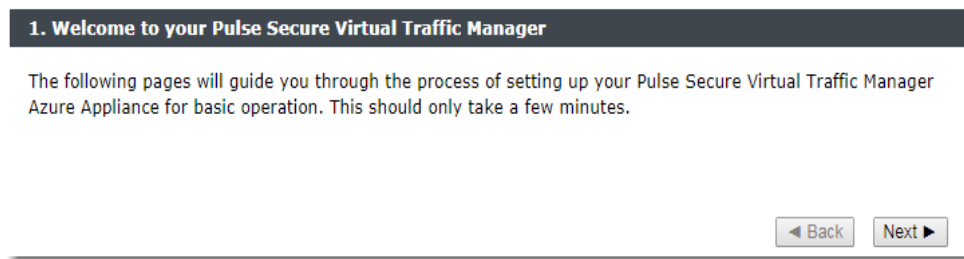 1. Welcome to your Pulse Secure Virtual Traffic Manager
The following pages will guide you through the process of setting up your Pulse Secure Virtual Traffic Manager
Azure Appliance for basic operation. This should only take a few minutes.
◄ Back Next ►